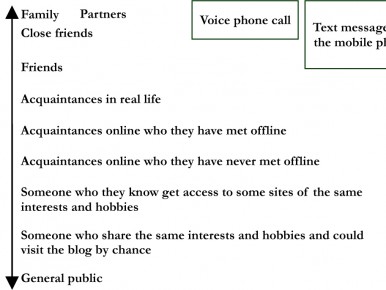 Family Partners
Close friends
Voice phone call
Text message
the mobile
Friends
Acquaintances in real life
Acquaintances online who they have met offline
Acquaintances online who they have never met offline
Someone who they know get access to some sites of the same
interests and hobbies
Someone who share the same interests and hobbies and could
visit the blog by chance
General public